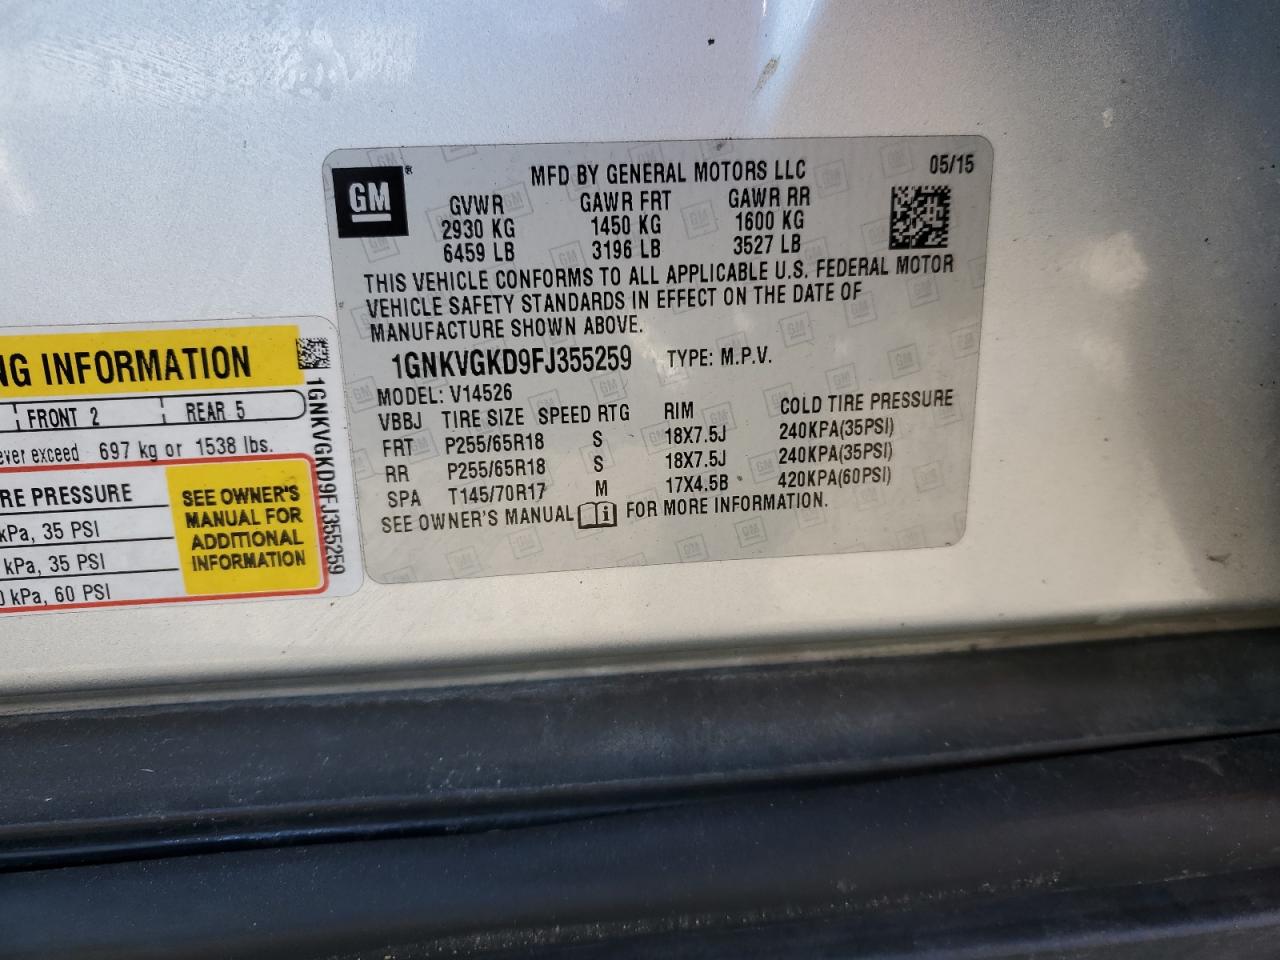 GM
MFD BY GENERAL MOTORS LLC 05/15
GVWR GAWR FRT GAWR RR
2930 KG 1450 KG 1600 KG
6459 LB 3196 LB 3527 LB
THIS VEHICLE CONFORMS TO ALL APPLICABLE U.S. FEDERAL MOTOR
VEHICLE SAFETY STANDARDS IN EFFECT ON THE DATE OF
MANUFACTURE SHOWN ABOVE.
1GNKVGKD9FJ355259 TYPE: M.P.V.
MODEL: V14526
VBBJ TIRE SIZE SPEED RTG RIM COLD TIRE PRESSURE
FRT P255/65R18 S 18X7.5J 240KPA(35PSI)
RR P255/65R18 S 18X7.5J 240KPA(35PSI)
SPA T145/70R17 M 17X4.5B 420KPA(60PSI)
SEE OWNER'S MANUAL i FOR MORE INFORMATION.
NG INFORMATION
FRONT 2 REAR 5
ever exceed 697 kg or 1538 lbs.
RE PRESSURE
kPa, 35 PSI
kPa, 35 PSI
0 kPa, 60 PSI
SEE OWNER'S
MANUAL FOR
ADDITIONAL
INFORMATION
1GNKVGKD9FJ355259